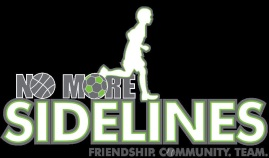 NO MORE
SIDELINES
FRIENDSHIP. COMMUNITY. TEAM.